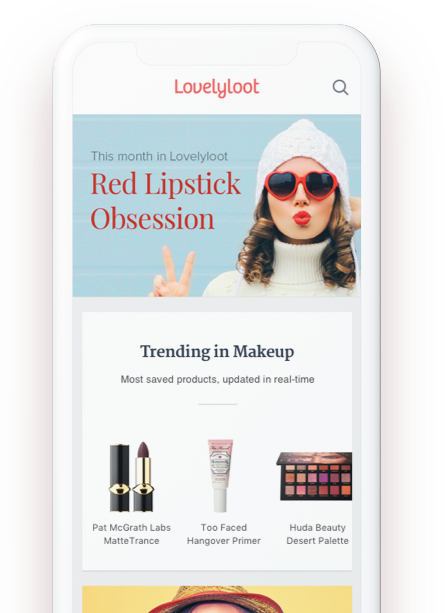 Lovelyloot
This month in Lovelyloot
Red Lipstick
Obsession
Trending in Makeup
Most saved products, updated in real-time
Pat McGrath Labs
MatteTrance
Too Faced
Hangover Primer
Huda Beauty
Desert Palette